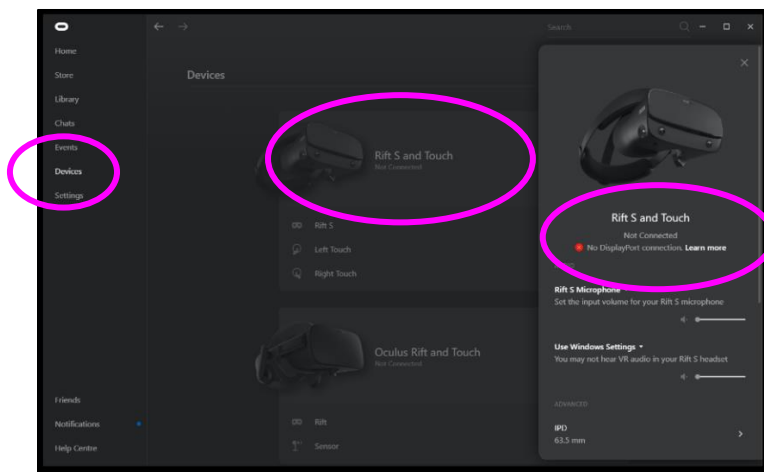 Search
Home
Store
Library
Chats
Events
Devices
Settings
Friends
Notifications
Help Centre
Devices
Rift S and Touch
Not Connected
Rift S
Left Touch
Right Touch
Oculus Rift and Touch
Not Connected
Rift
Sensor
Rift S and Touch
Not Connected
No DisplayPort connection. Learn more
Rift S Microphone
Set the input volume for your Rift S microphone
Use Windows Settings
You may not hear VR audio in your Rift S headset
ADVANCED
IPD
63.5 mm